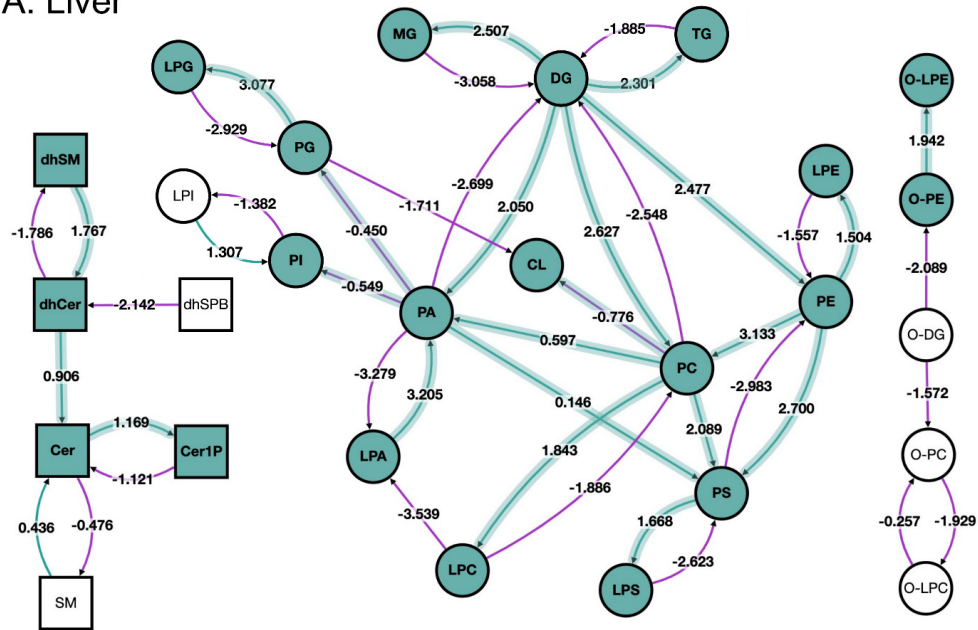 A. Liver
MG
2.507
-1.885
TG
-3.058
DG
2.301
LPG
3.077
-2.929
PG
O-LPE
1.942
dhSM
LPI
-1.382
-2.699
2.050
-1.711
2.477
LPE
O-PE
-1.786
1.767
1.307
PI
-0.450
2.627
-2.548
-1.557
1.504
CL
-2.089
dhCer
-2.142
dhSPB
-0.549
PA
-0.776
PE
0.597
3.133
O-DG
0.906
-3.279
3.205
PC
-2.983
0.146
2.089
2.700
-1.572
1.169
Cer
Cer1P
-1.121
LPA
1.843
-1.886
O-PC
PS
0.436
-0.476
-3.539
1.668
-2.623
-0.257
-1.929
SM
LPC
LPS
O-LPC